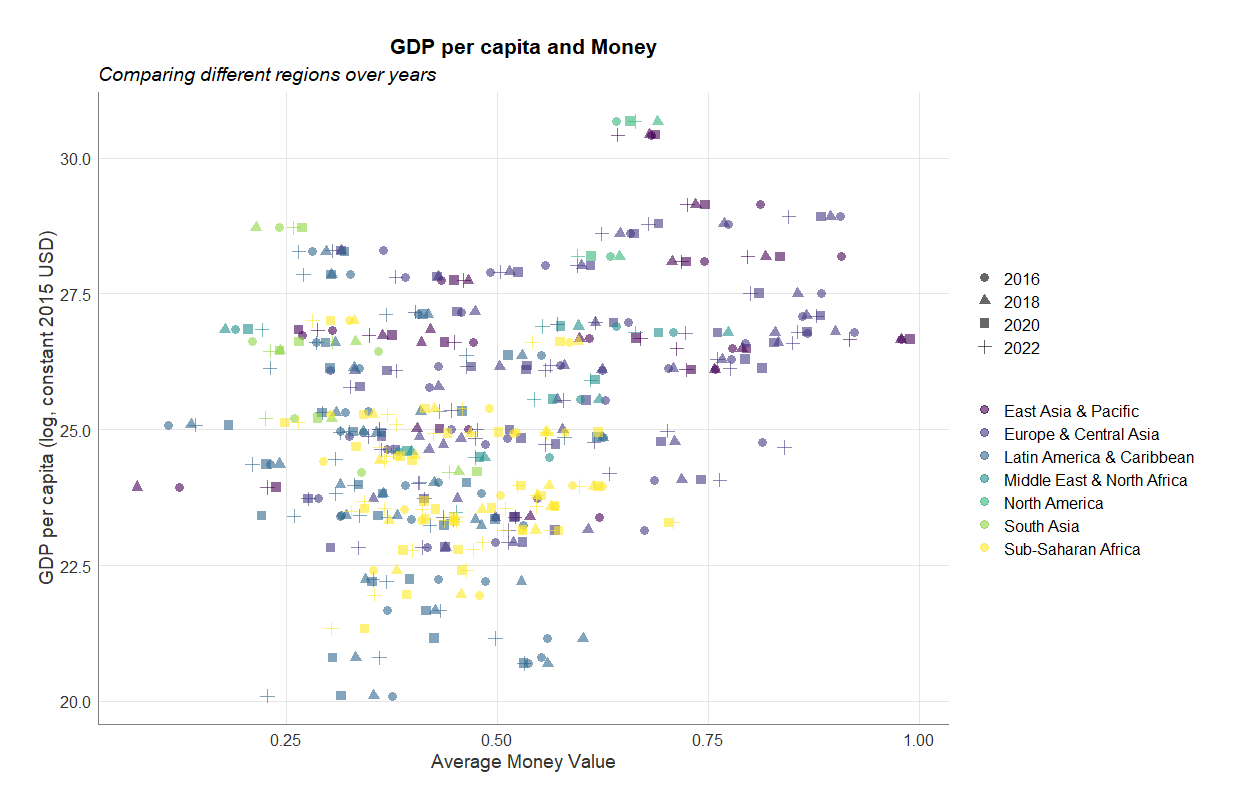 GDP per capita and Money
Comparing different regions over years
GDP per capita (log, constant 2015 USD)
30.0
27.5
25.0
22.5
20.0
0.25
0.50
0.75
1.00
Average Money Value
2016
2018
2020
2022
East Asia & Pacific
Europe & Central Asia
Latin America & Caribbean
Middle East & North Africa
North America
South Asia
Sub-Saharan Africa